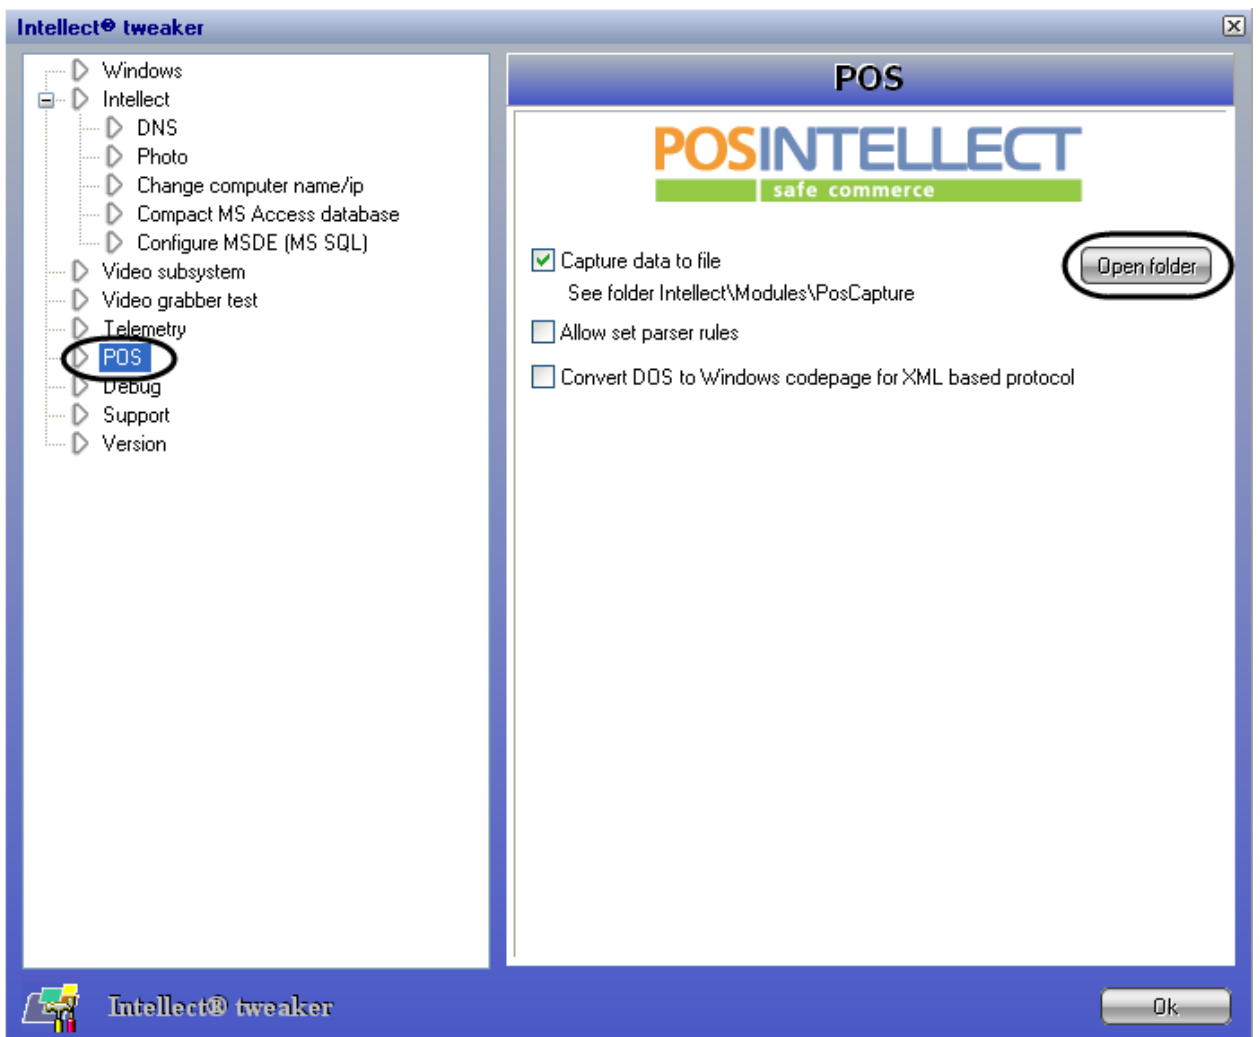 Intellect® tweaker
Windows
Intellect
DNS
Photo
Change computer name/ip
Compact MS Access database
Configure MSDE (MS SQL)
Video subsystem
Video grabber test
Telemetry
POS
Debug
Support
Version
POS
POSINTELLECT
safe commerce
Capture data to file
Open folder
See folder Intellect\Modules\PosCapture
Allow set parser rules
Convert DOS to Windows codepage for XML based protocol
Intellect® tweaker
Ok